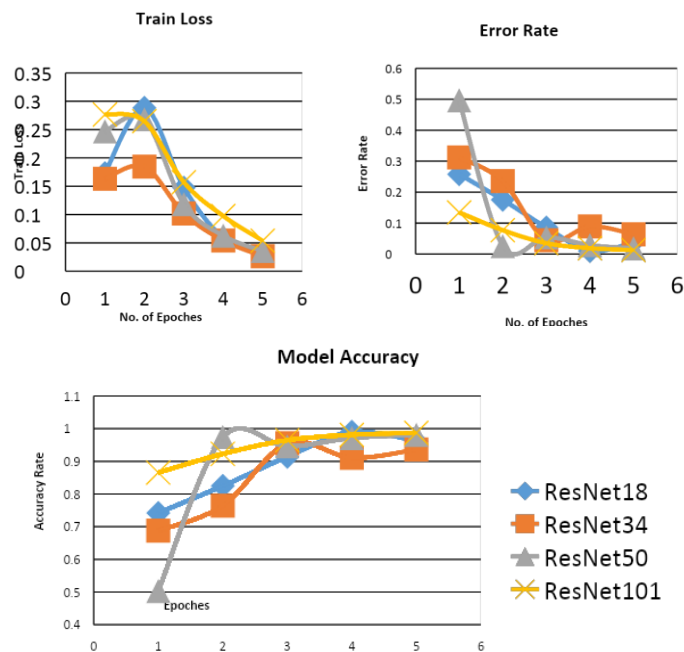 Train Loss
0.35
0.3
0.25
0.2
0.15
0.1
0.05
0
Train Loss
0 1 2 3 4 5 6
No. of Epoches
Error Rate
0.6
0.5
0.4
0.3
0.2
0.1
0
Error Rate
0 1 2 3 4 5 6
No. of Epoches
Model Accuracy
1.1
1
0.9
0.8
0.7
0.6
0.5
0.4
Accuracy Rate
Epoches
0 1 2 3 4 5 6
ResNet18
ResNet34
ResNet50
ResNet101